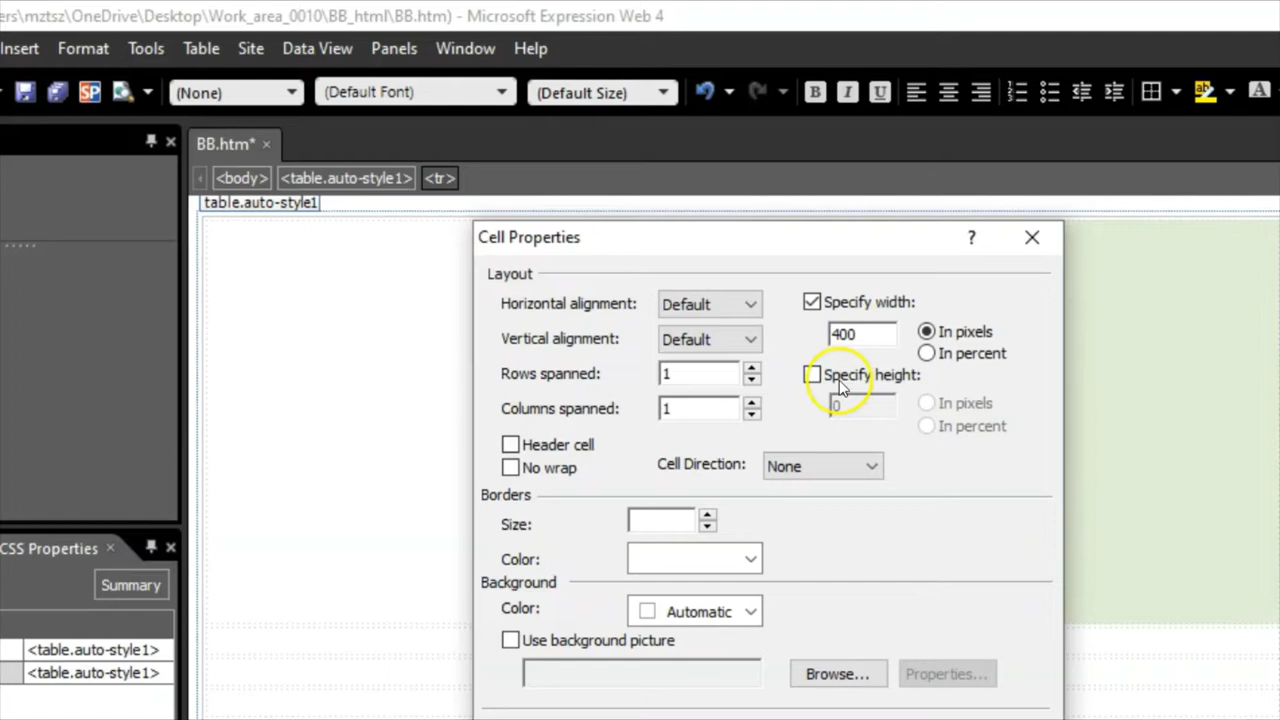 ers\mztsz\OneDrive\Desktop\Work_area_0010\BB_html\BB.htm) - Microsoft Expression Web 4
Insert Format Tools Table Site Data View Panels Window Help
SP (None) (Default Font) (Default Size) B I U ab A
BB.htm*
<body> <table.auto-style1> <tr>
table.auto-style1
Cell Properties ?
Layout
Horizontal alignment: Default Specify width:
400 In pixels
Vertical alignment: Default In percent
Rows spanned: 1 Specify height:
0 In pixels
Columns spanned: 1 In percent
Header cell
No wrap Cell Direction: None
Borders
Size:
Color:
Background
Color: Automatic
Use background picture
Browse... Properties...
CSS Properties
Summary
<table.auto-style1>
<table.auto-style1>